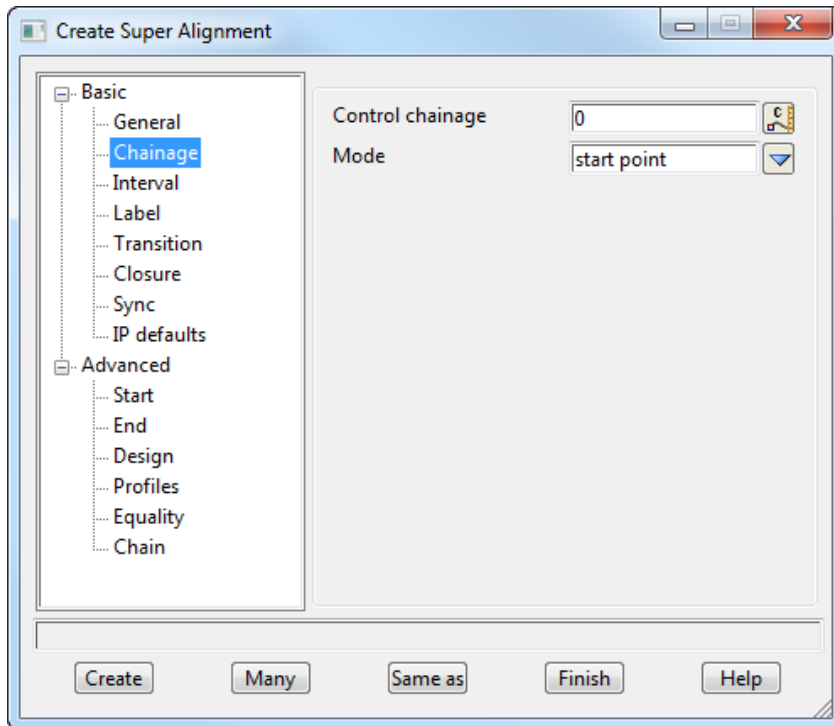 Create Super Alignment
Basic
General
Chainage
Interval
Label
Transition
Closure
Sync
IP defaults
Advanced
Start
End
Design
Profiles
Equality
Chain
Control chainage 0 C
Mode start point
Create Many Same as Finish Help